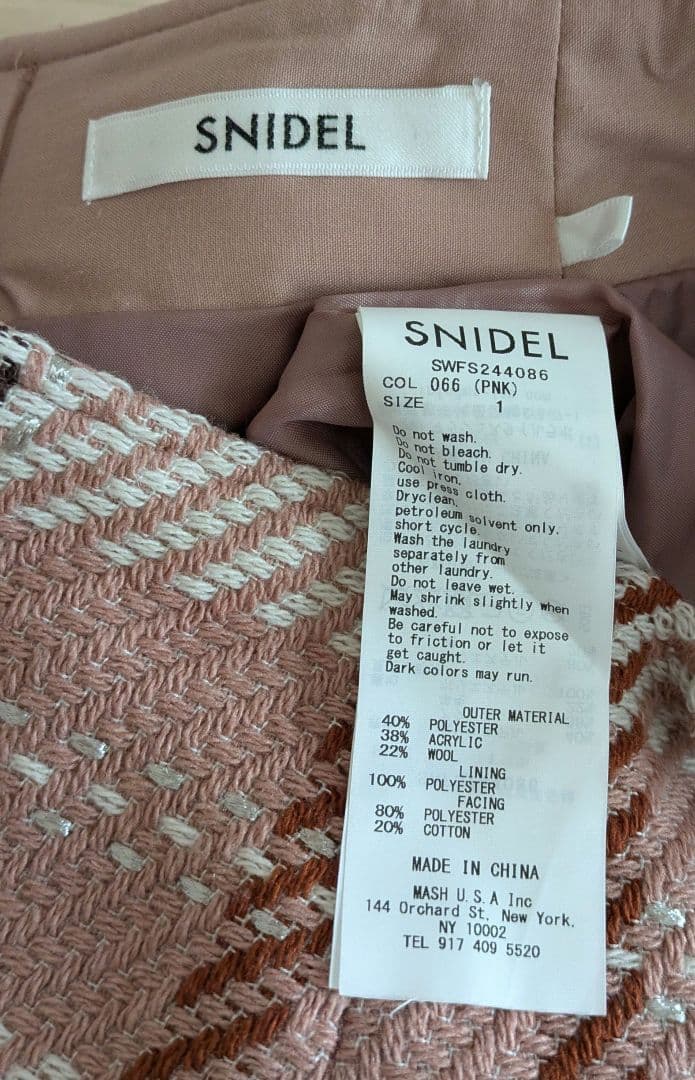 SNIDEL
SNIDEL
SWFS244086
COL 066 (PNK)
SIZE 1
Do not wash.
Do not bleach.
Do not tumble dry.
Cool iron.
use press cloth.
Dryclean,
petroleum solvent only.
short cycle.
Wash the laundry
separately from
other laundry.
Do not leave wet.
May shrink slightly when
washed.
Be careful not to expose
to friction or let it
get caught.
Dark colors may run.
OUTER MATERIAL
40% POLYESTER
38% ACRYLIC
22% WOOL
LINING
100% POLYESTER
FACING
80% POLYESTER
20% COTTON
MADE IN CHINA
MASH U.S.A Inc
144 Orchard St, New York.
NY 10002
TEL 917 409 5520